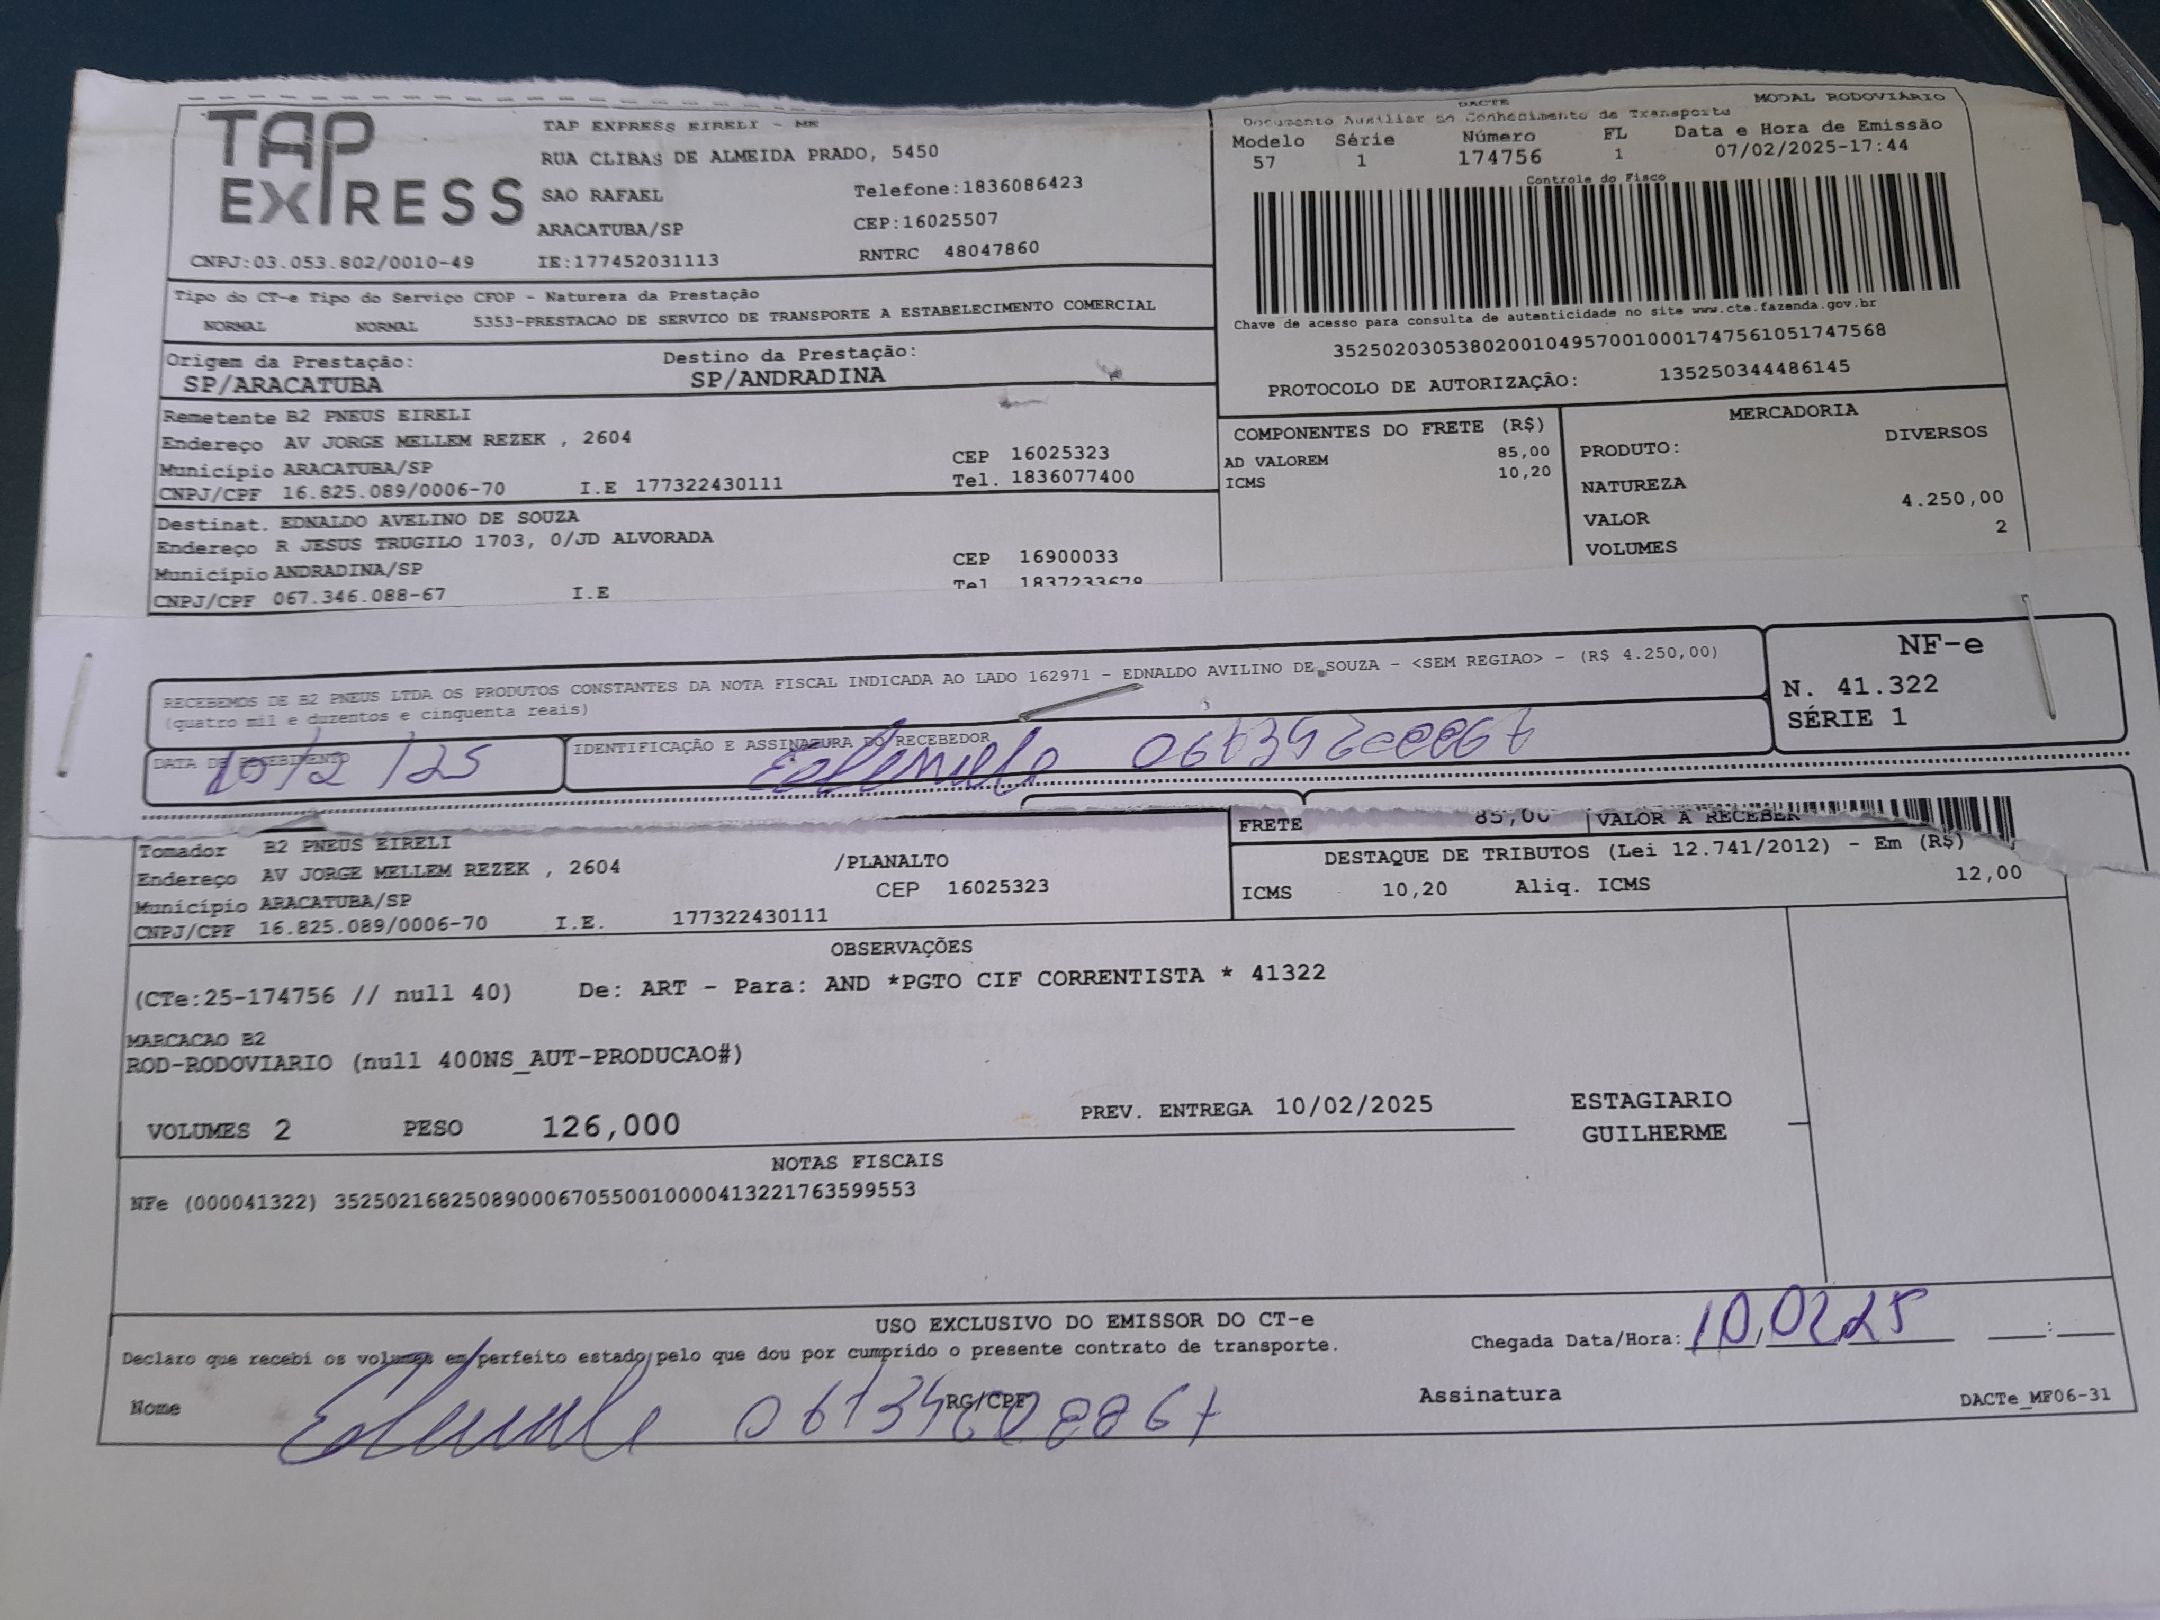 TAP
EXPRESS
TAP EXPRESS EIRELI - ME
RUA CLIBAS DE ALMEIDA PRADO, 5450
SAO RAFAEL Telefone:1836086423
ARACATUBA/SP CEP:16025507
CNPJ:03.053.802/0010-49 IE:177452031113 RNTRC 48047860
DACTE MODAL RODOVIÁRIO
Documento Auxiliar do Conhecimento de Transporte
Modelo Série Número FL Data e Hora de Emissão
57 1 174756 1 07/02/2025-17:44
Controle do Fisco
Chave de acesso para consulta de autenticidade no site www.cte.fazenda.gov.br
35250203053802001049570010001747561051747568
PROTOCOLO DE AUTORIZAÇÃO: 135250344486145
Tipo do CT-e Tipo do Serviço CFOP - Natureza da Prestação
NORMAL NORMAL 5353-PRESTACAO DE SERVICO DE TRANSPORTE A ESTABELECIMENTO COMERCIAL
Origem da Prestação: Destino da Prestação:
SP/ARACATUBA SP/ANDRADINA
Remetente B2 PNEUS EIRELI
Endereço AV JORGE MELLEM REZEK , 2604
Município ARACATUBA/SP CEP 16025323
CNPJ/CPF 16.825.089/0006-70 I.E 177322430111 Tel. 1836077400
Destinat. EDNALDO AVELINO DE SOUZA
Endereço R JESUS TRUGILO 1703, 0/JD ALVORADA
Município ANDRADINA/SP CEP 16900033
CNPJ/CPF 067.346.088-67 I.E Tel 1837233679
COMPONENTES DO FRETE (R$)
AD VALOREM 85,00
ICMS 10,20
MERCADORIA
PRODUTO: DIVERSOS
NATUREZA
VALOR 4.250,00
VOLUMES 2
RECEBEMOS DE B2 PNEUS LTDA OS PRODUTOS CONSTANTES DA NOTA FISCAL INDICADA AO LADO 162971 - EDNALDO AVILINO DE SOUZA - <SEM REGIAO> - (R$ 4.250,00)
(quatro mil e duzentos e cinquenta reais)
DATA DE RECEBIMENTO IDENTIFICAÇÃO E ASSINATURA DO RECEBEDOR
10/2/25 06734608867
NF-e
N. 41.322
SÉRIE 1
FRETE 85,00 VALOR A RECEBER
Tomador B2 PNEUS EIRELI
Endereço AV JORGE MELLEM REZEK , 2604 /PLANALTO
Município ARACATUBA/SP CEP 16025323
CNPJ/CPF 16.825.089/0006-70 I.E. 177322430111
DESTAQUE DE TRIBUTOS (Lei 12.741/2012) - Em (R$)
ICMS 10,20 Aliq. ICMS 12,00
OBSERVAÇÕES
(CTe:25-174756 // null 40) De: ART - Para: AND *PGTO CIF CORRENTISTA * 41322
MARCACAO B2
ROD-RODOVIARIO (null 400NS_AUT-PRODUCAO#)
VOLUMES 2 PESO 126,000 PREV. ENTREGA 10/02/2025 ESTAGIARIO
GUILHERME
NOTAS FISCAIS
NFe (000041322) 35250216825089000670550010000413221763599553
USO EXCLUSIVO DO EMISSOR DO CT-e
Declaro que recebi os volumes em perfeito estado pelo que dou por cumprido o presente contrato de transporte.
Chegada Data/Hora: 10/02/25 :
Nome RG/CPF 06734608867 Assinatura DACTe_MF06-31